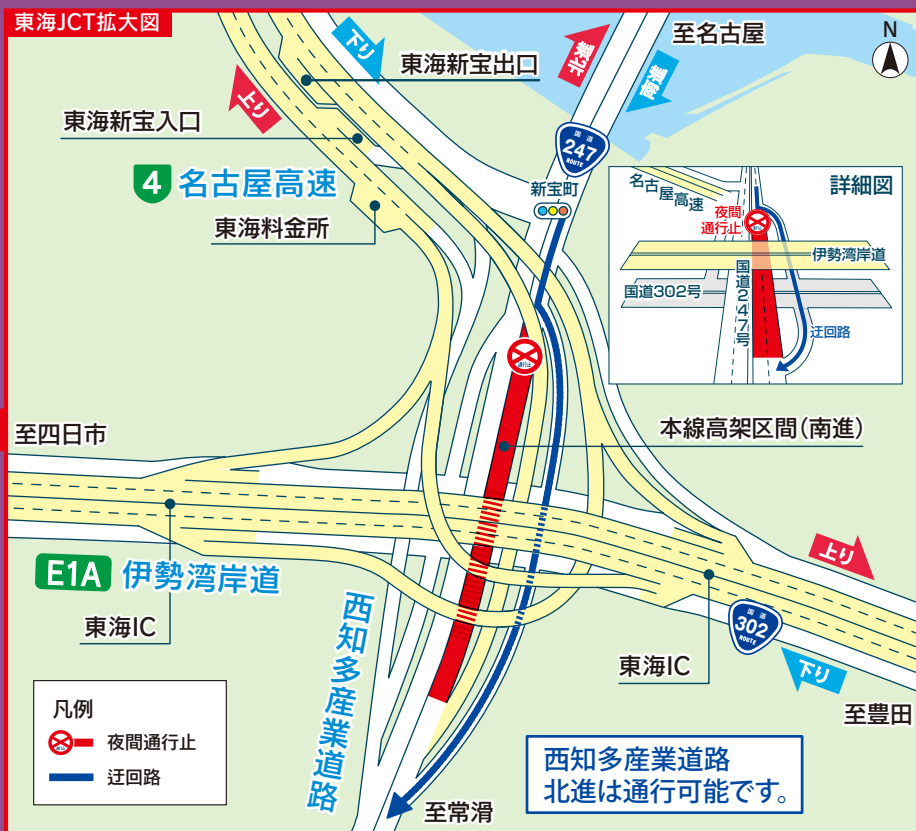 東海JCT拡大図
下り
上り
東海新宝出口
東海新宝入口
4 名古屋高速
東海料金所
至名古屋
北進
南進
N
国道
247
ROUTE
新宝町
詳細図
名古屋高速
夜間
通行止
伊勢湾岸道
国道302号
国道247号
迂回路
通行止
本線高架区間(南進)
至四日市
E1A 伊勢湾岸道
東海IC
西知多産業道路
上り
国道
302
ROUTE
下り
東海IC
至豊田
凡例
夜間通行止
迂回路
西知多産業道路
北進は通行可能です。
至常滑